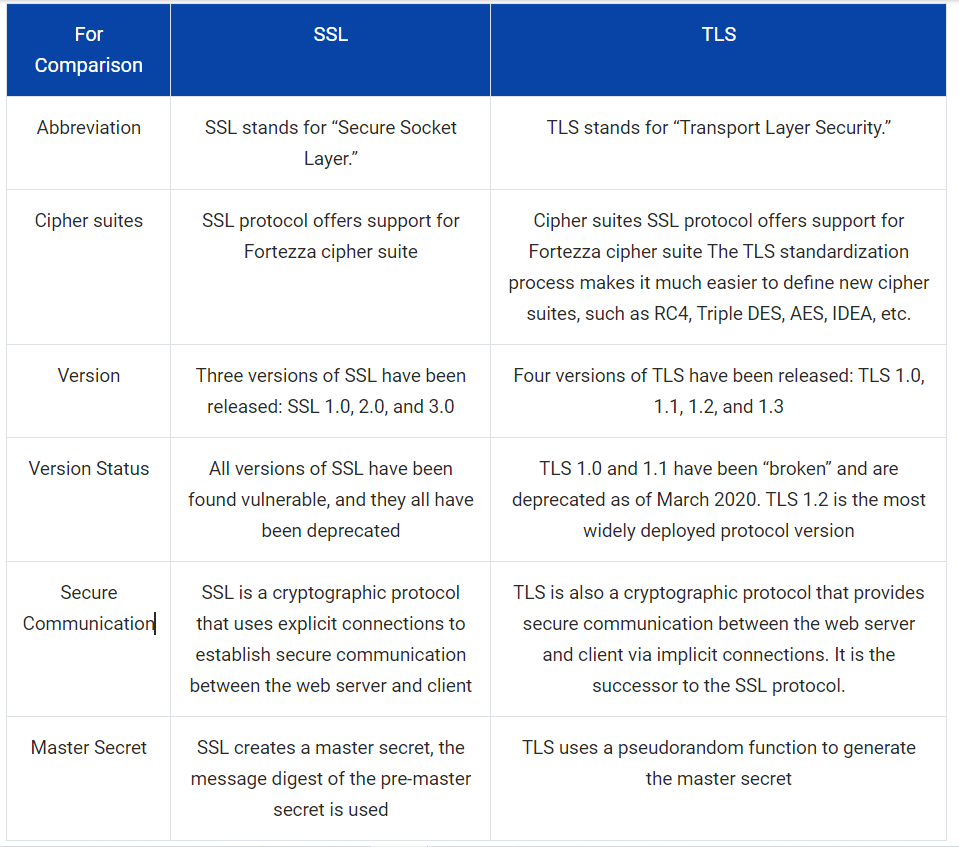 For
Comparison
SSL
TLS
Abbreviation
SSL stands for “Secure Socket
Layer.”
TLS stands for “Transport Layer Security.”
Cipher suites
SSL protocol offers support for
Fortezza cipher suite
Cipher suites SSL protocol offers support for
Fortezza cipher suite The TLS standardization
process makes it much easier to define new cipher
suites, such as RC4, Triple DES, AES, IDEA, etc.
Version
Three versions of SSL have been
released: SSL 1.0, 2.0, and 3.0
Four versions of TLS have been released: TLS 1.0,
1.1, 1.2, and 1.3
Version Status
All versions of SSL have been
found vulnerable, and they all have
been deprecated
TLS 1.0 and 1.1 have been “broken” and are
deprecated as of March 2020. TLS 1.2 is the most
widely deployed protocol version
Secure
Communication
SSL is a cryptographic protocol
that uses explicit connections to
establish secure communication
between the web server and client
TLS is also a cryptographic protocol that provides
secure communication between the web server
and client via implicit connections. It is the
successor to the SSL protocol.
Master Secret
SSL creates a master secret, the
message digest of the pre-master
secret is used
TLS uses a pseudorandom function to generate
the master secret